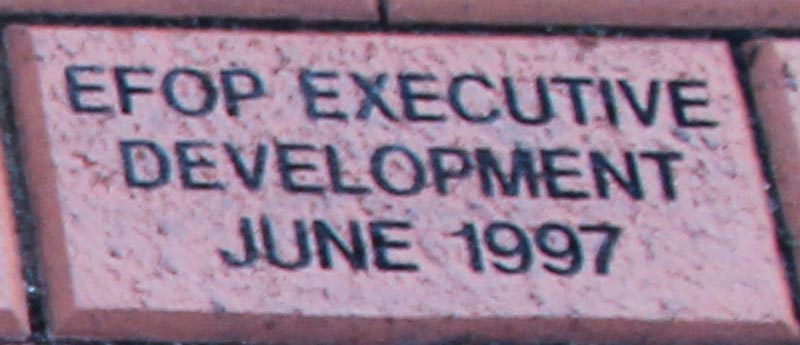 EFOP EXECUTIVE
DEVELOPMENT
JUNE 1997